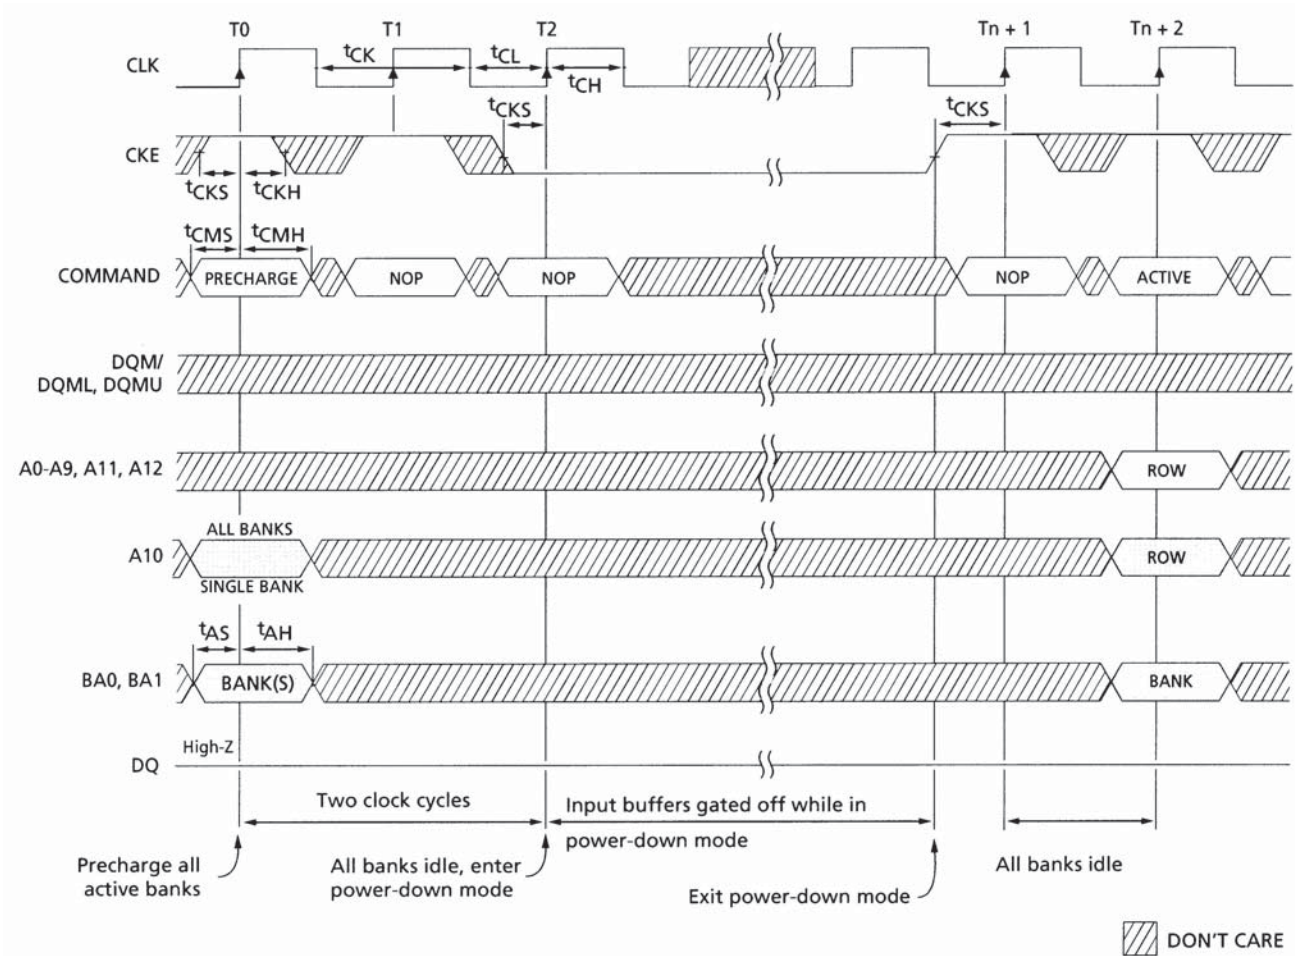 T0 T1 T2 Tn + 1 Tn + 2
CLK tCK tCL tCH
tCKS tCKS
CKE
tCKS tCKH
tCMS tCMH
COMMAND PRECHARGE NOP NOP NOP ACTIVE
DQM/
DQML, DQMU
A0-A9, A11, A12 ROW
ALL BANKS
A10 ROW
SINGLE BANK
tAS tAH
BA0, BA1 BANK(S) BANK
High-Z
DQ
Two clock cycles
Input buffers gated off while in
power-down mode
Precharge all
active banks
All banks idle, enter
power-down mode
Exit power-down mode
All banks idle
DON'T CARE